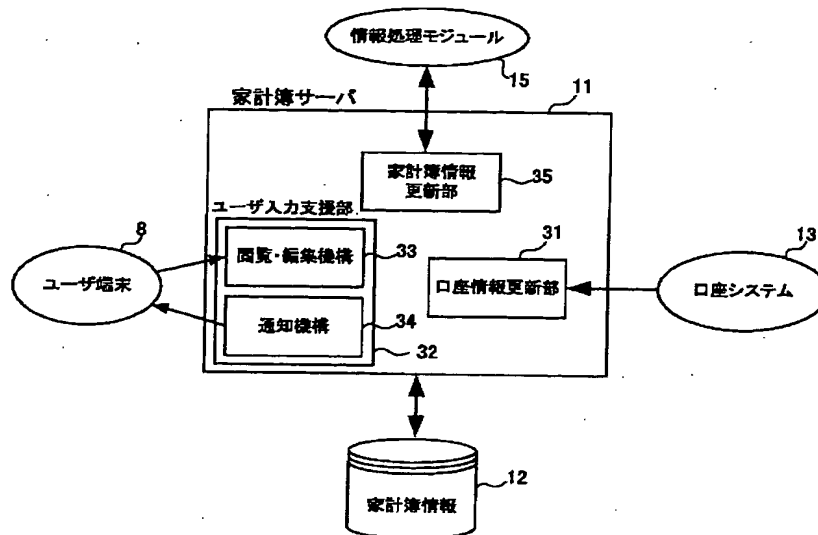 情報処理モジュール
15
11
家計簿サーバ
家計簿情報
更新部
35
ユーザ入力支援部
8
ユーザ端末
閲覧・編集機構
33
通知機構
34
32
31
口座情報更新部
13
口座システム
家計簿情報
12